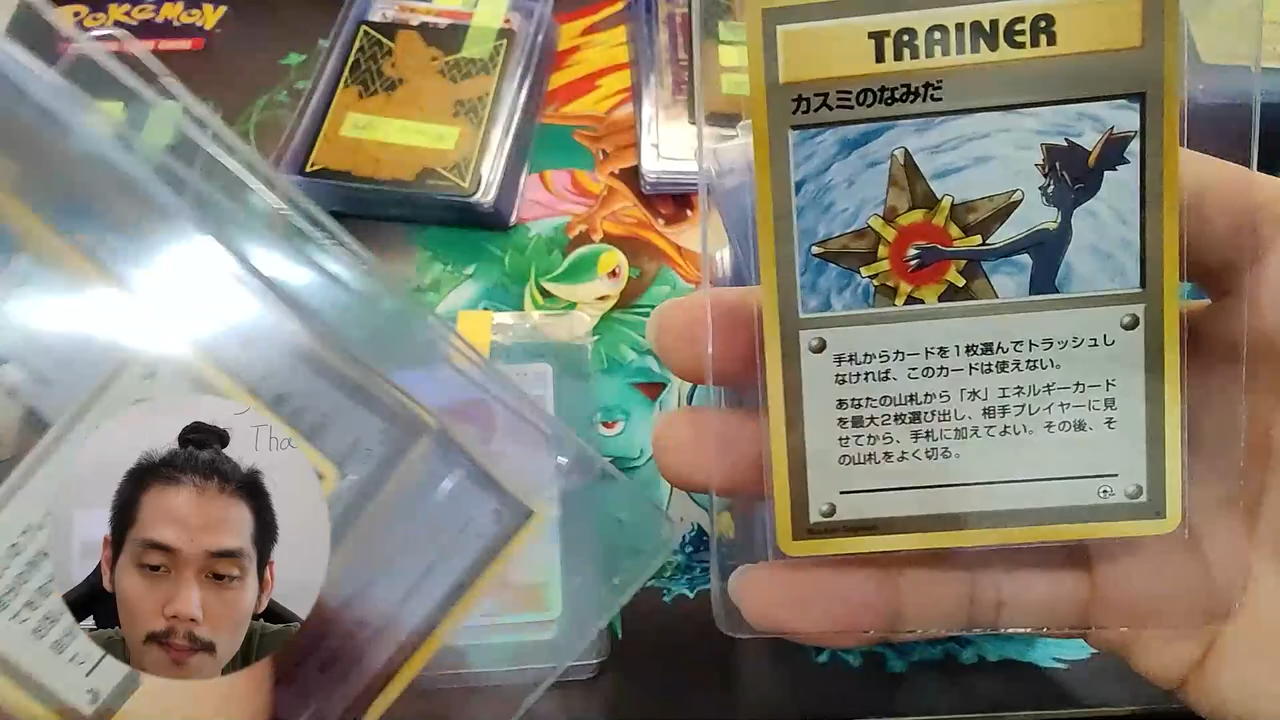 POKéMON
TRAINER
カスミのなみだ
手札からカードを1枚選んでトラッシュし
なければ、このカードは使えない。
あなたの山札から「水」エネルギーカード
を最大2枚選び出し、相手プレイヤーに見
せてから、手札に加えてよい。その後、そ
の山札をよく切る。
Tha